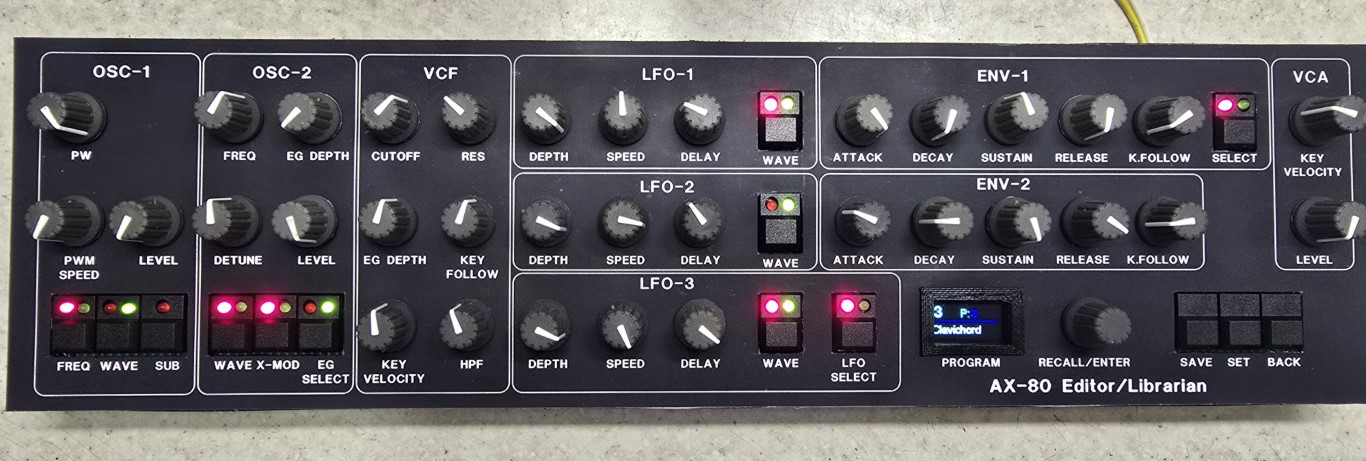 OSC-1
PW
PWM
SPEED
LEVEL
FREQ WAVE SUB
OSC-2
FREQ EG DEPTH
DETUNE LEVEL
WAVE X-MOD EG
SELECT
VCF
CUTOFF RES
EG DEPTH KEY
FOLLOW
KEY
VELOCITY
HPF
LFO-1
DEPTH SPEED DELAY WAVE
LFO-2
DEPTH SPEED DELAY WAVE
LFO-3
DEPTH SPEED DELAY WAVE LFO
SELECT
ENV-1
ATTACK DECAY SUSTAIN RELEASE K.FOLLOW SELECT
ENV-2
ATTACK DECAY SUSTAIN RELEASE K.FOLLOW
VCA
KEY
VELOCITY
LEVEL
3 P:
Clavichord
PROGRAM RECALL/ENTER SAVE SET BACK
AX-80 Editor/Librarian